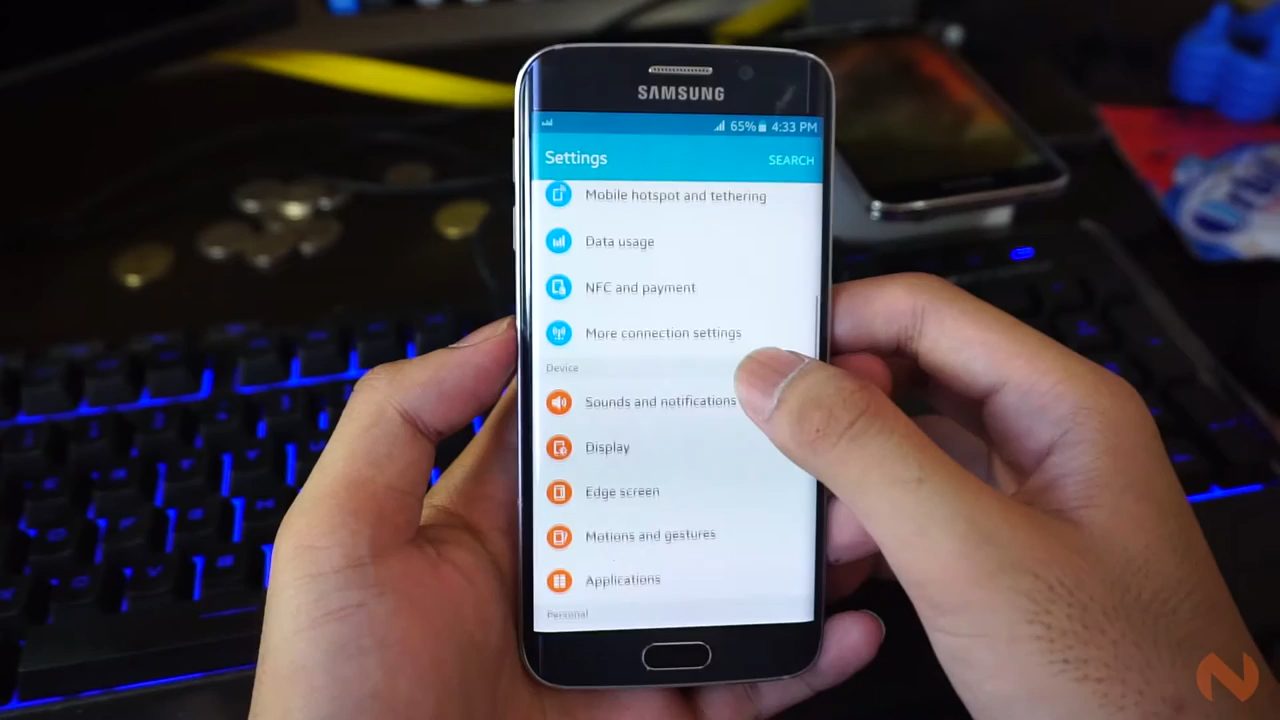 SAMSUNG
65% 4:33 PM
Settings SEARCH
Mobile hotspot and tethering
Data usage
NFC and payment
More connection settings
Device
Sounds and notifications
Display
Edge screen
Motions and gestures
Applications
Personal